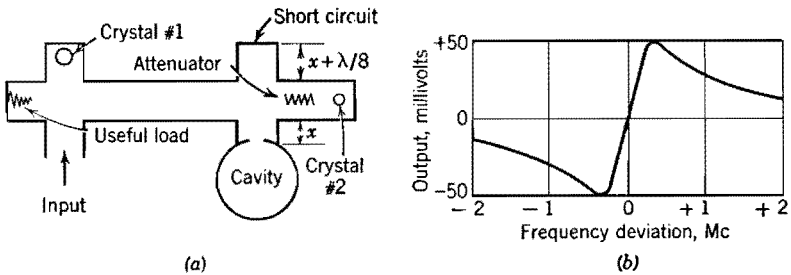 Crystal #1
Short circuit
Attenuator
x + λ/8
Useful load
x
Input
Cavity
Crystal
#2
(a)
Output, millivolts
+50
0
−50
− 2
− 1
0
+ 1
+ 2
Frequency deviation, Mc
(b)